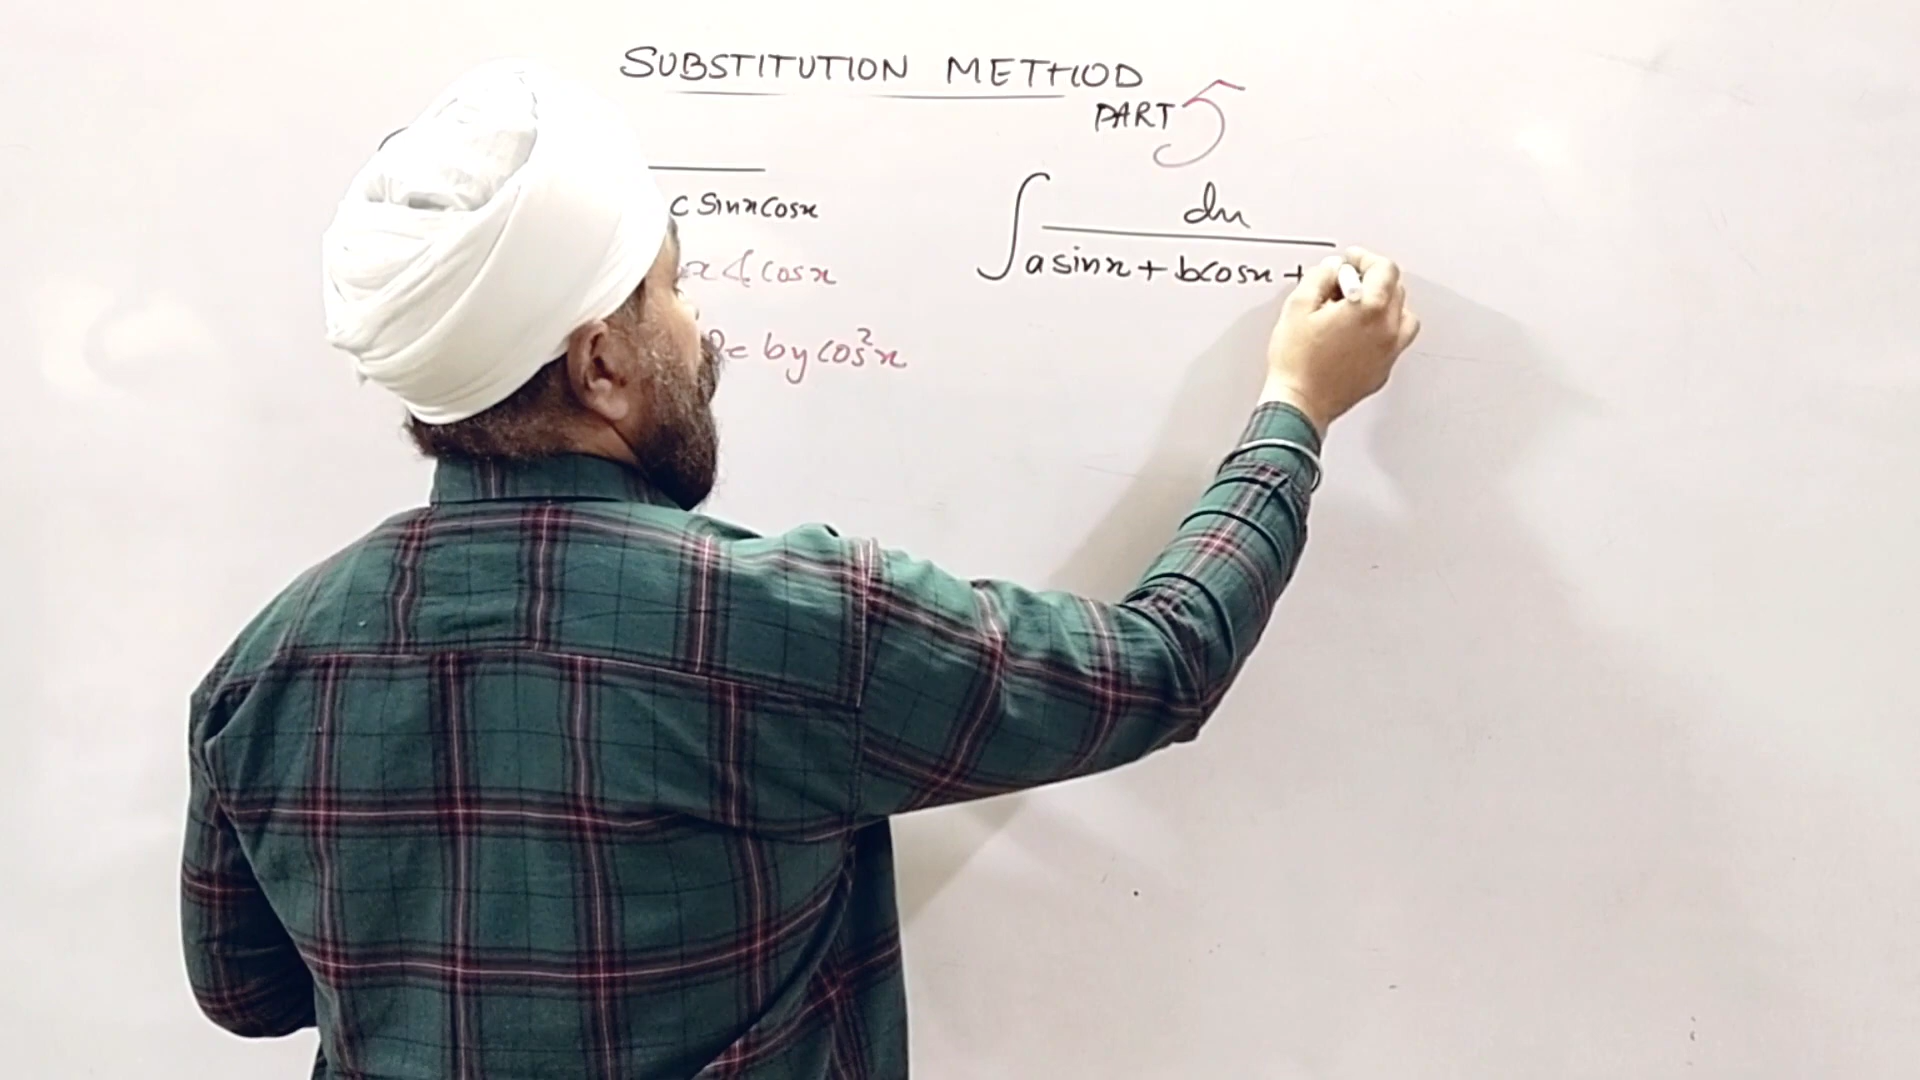 SUBSTITUTION METHOD
PART 5
c sinx cosx
x & cosx
by cos²x
∫ dx
a sinx + b cosx +